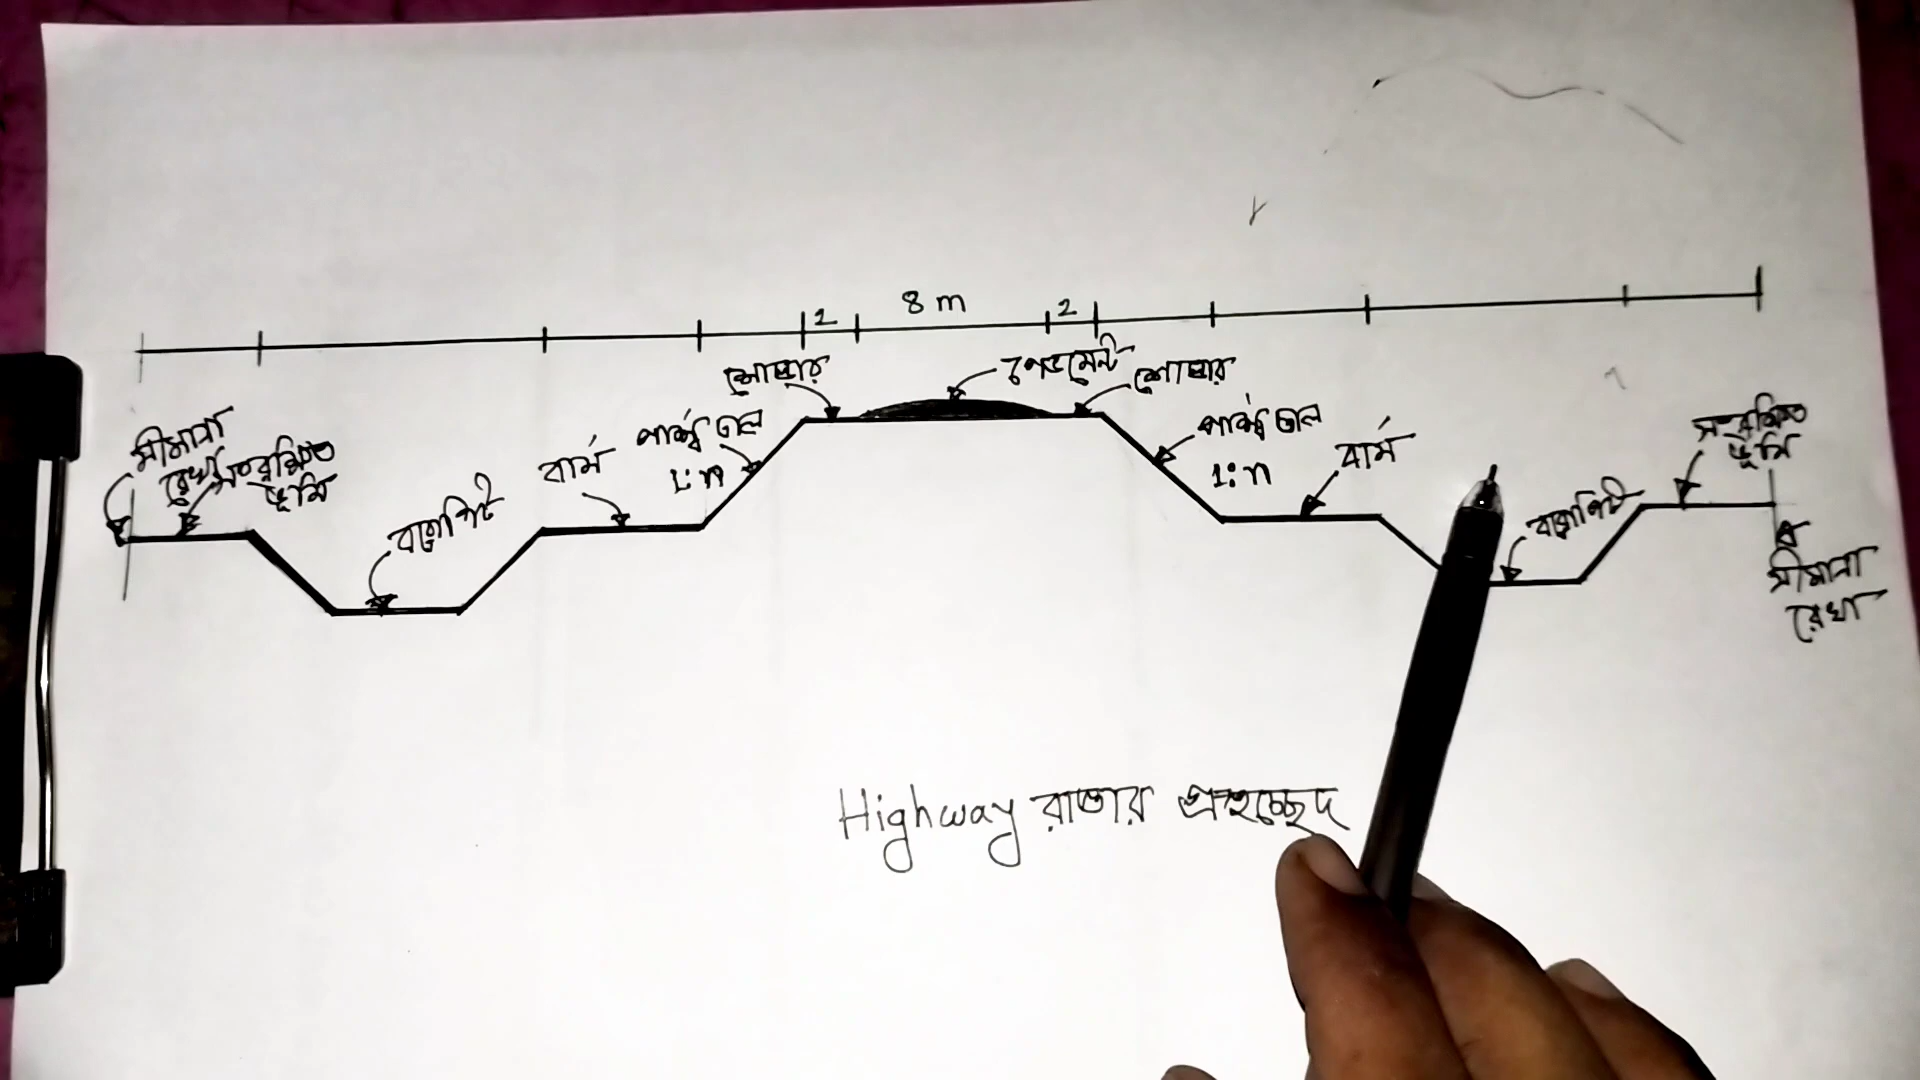 2 8 m 2
শোল্ডার
পেভমেন্ট
শোল্ডার
সীমানা
রেখা
সংরক্ষিত
ভূমি
বরোপিট
বার্ম
পার্শ্ব ঢাল
1:n
পার্শ্ব ঢাল
1:n
বার্ম
বরোপিট
সংরক্ষিত
ভূমি
সীমানা
রেখা
Highway রাস্তার প্রস্থচ্ছেদ